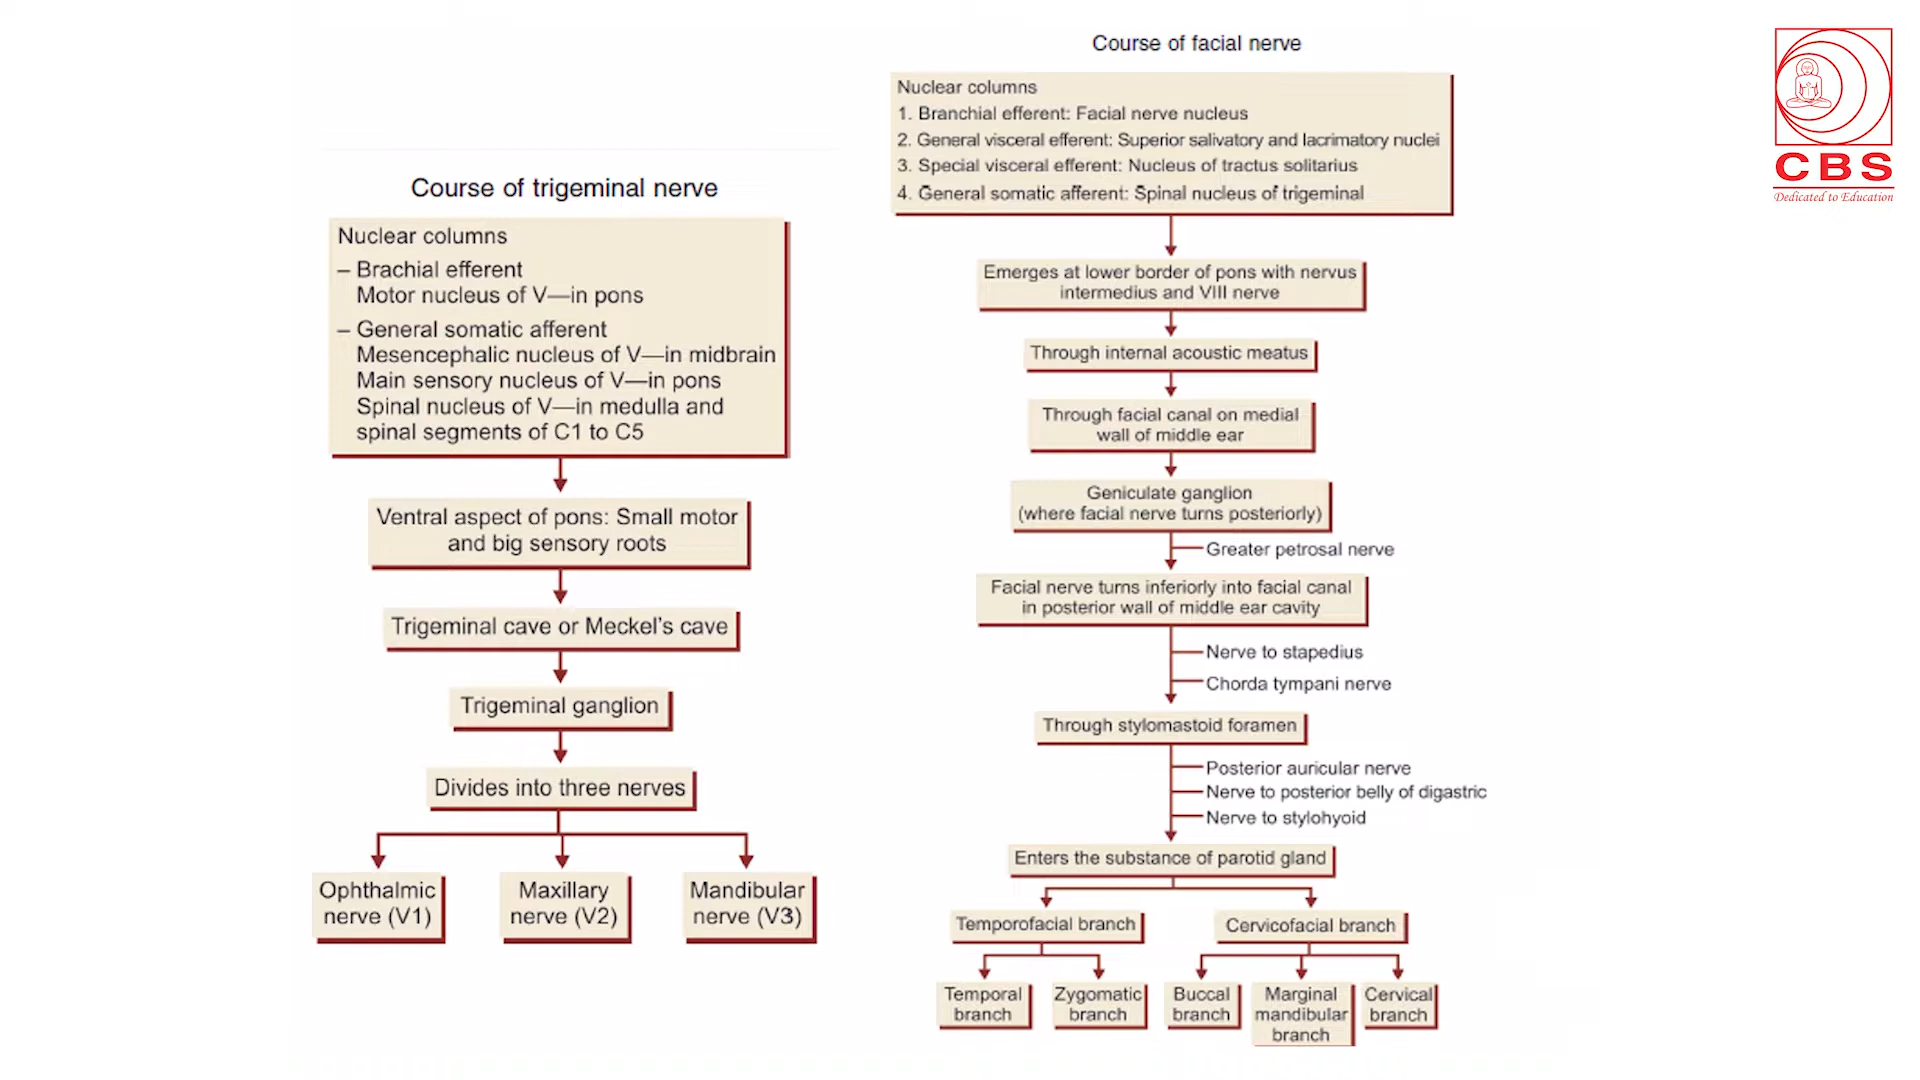 Course of trigeminal nerve
Nuclear columns
– Brachial efferent
Motor nucleus of V—in pons
– General somatic afferent
Mesencephalic nucleus of V—in midbrain
Main sensory nucleus of V—in pons
Spinal nucleus of V—in medulla and
spinal segments of C1 to C5
Ventral aspect of pons: Small motor
and big sensory roots
Trigeminal cave or Meckel's cave
Trigeminal ganglion
Divides into three nerves
Ophthalmic
nerve (V1)
Maxillary
nerve (V2)
Mandibular
nerve (V3)
Course of facial nerve
Nuclear columns
1. Branchial efferent: Facial nerve nucleus
2. General visceral efferent: Superior salivatory and lacrimatory nuclei
3. Special visceral efferent: Nucleus of tractus solitarius
4. General somatic afferent: Spinal nucleus of trigeminal
Emerges at lower border of pons with nervus
intermedius and VIII nerve
Through internal acoustic meatus
Through facial canal on medial
wall of middle ear
Geniculate ganglion
(where facial nerve turns posteriorly)
Greater petrosal nerve
Facial nerve turns inferiorly into facial canal
in posterior wall of middle ear cavity
Nerve to stapedius
Chorda tympani nerve
Through stylomastoid foramen
Posterior auricular nerve
Nerve to posterior belly of digastric
Nerve to stylohyoid
Enters the substance of parotid gland
Temporofacial branch
Cervicofacial branch
Temporal
branch
Zygomatic
branch
Buccal
branch
Marginal
mandibular
branch
Cervical
branch
CBS
Dedicated to Education